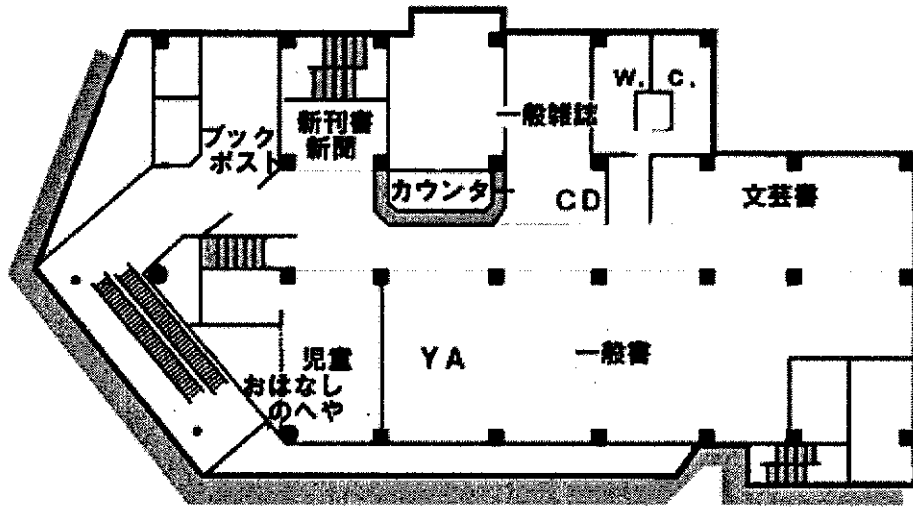 W. C.
一般雑誌
新刊書
新聞
ブック
ポスト
カウンター
CD
文芸書
児童
YA
一般書
おはなし
のへや